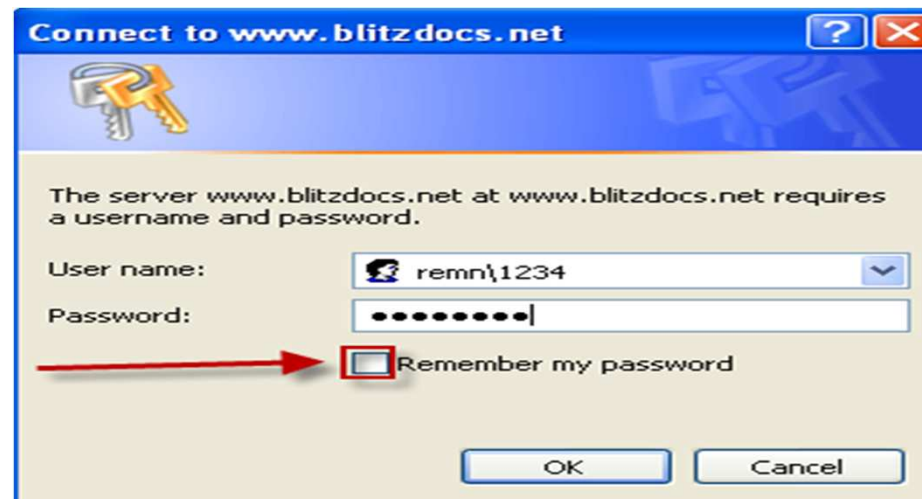 Connect to www.blitzdocs.net
The server www.blitzdocs.net at www.blitzdocs.net requires
a username and password.
User name:
remn\1234
Password:
●●●●●●●●
Remember my password
OK
Cancel